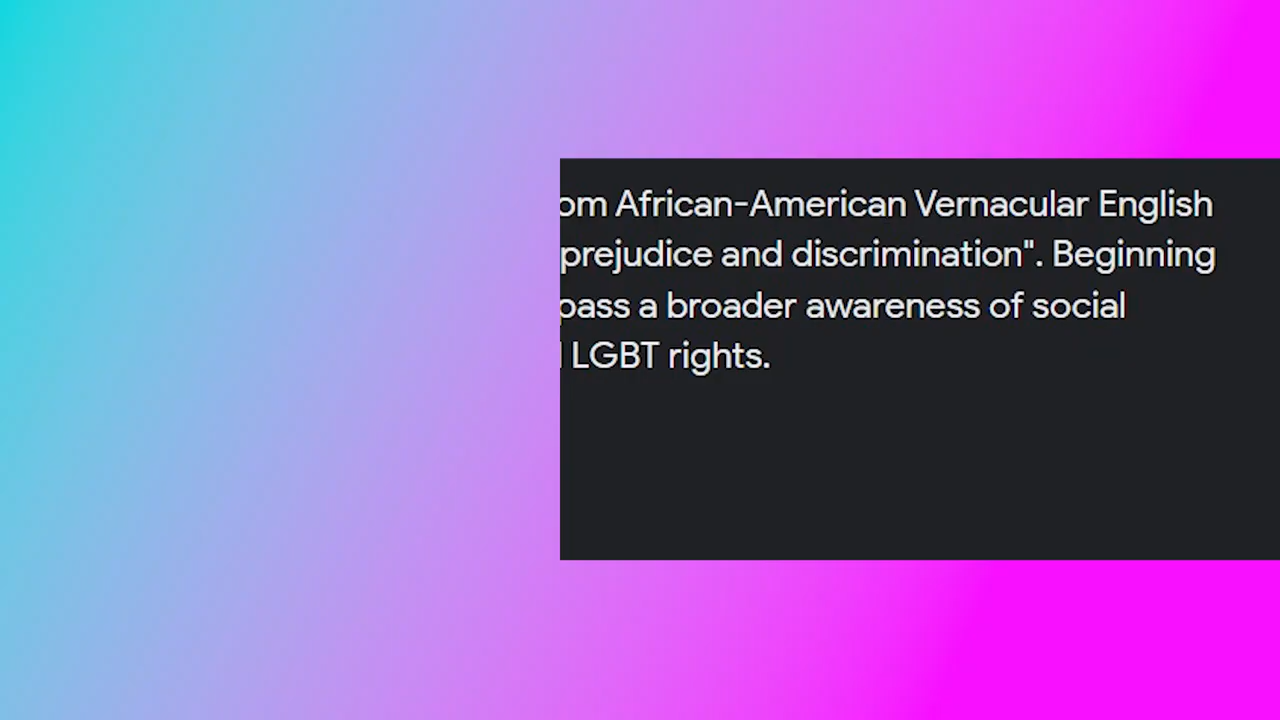 om African-American Vernacular English
prejudice and discrimination". Beginning
pass a broader awareness of social
LGBT rights.